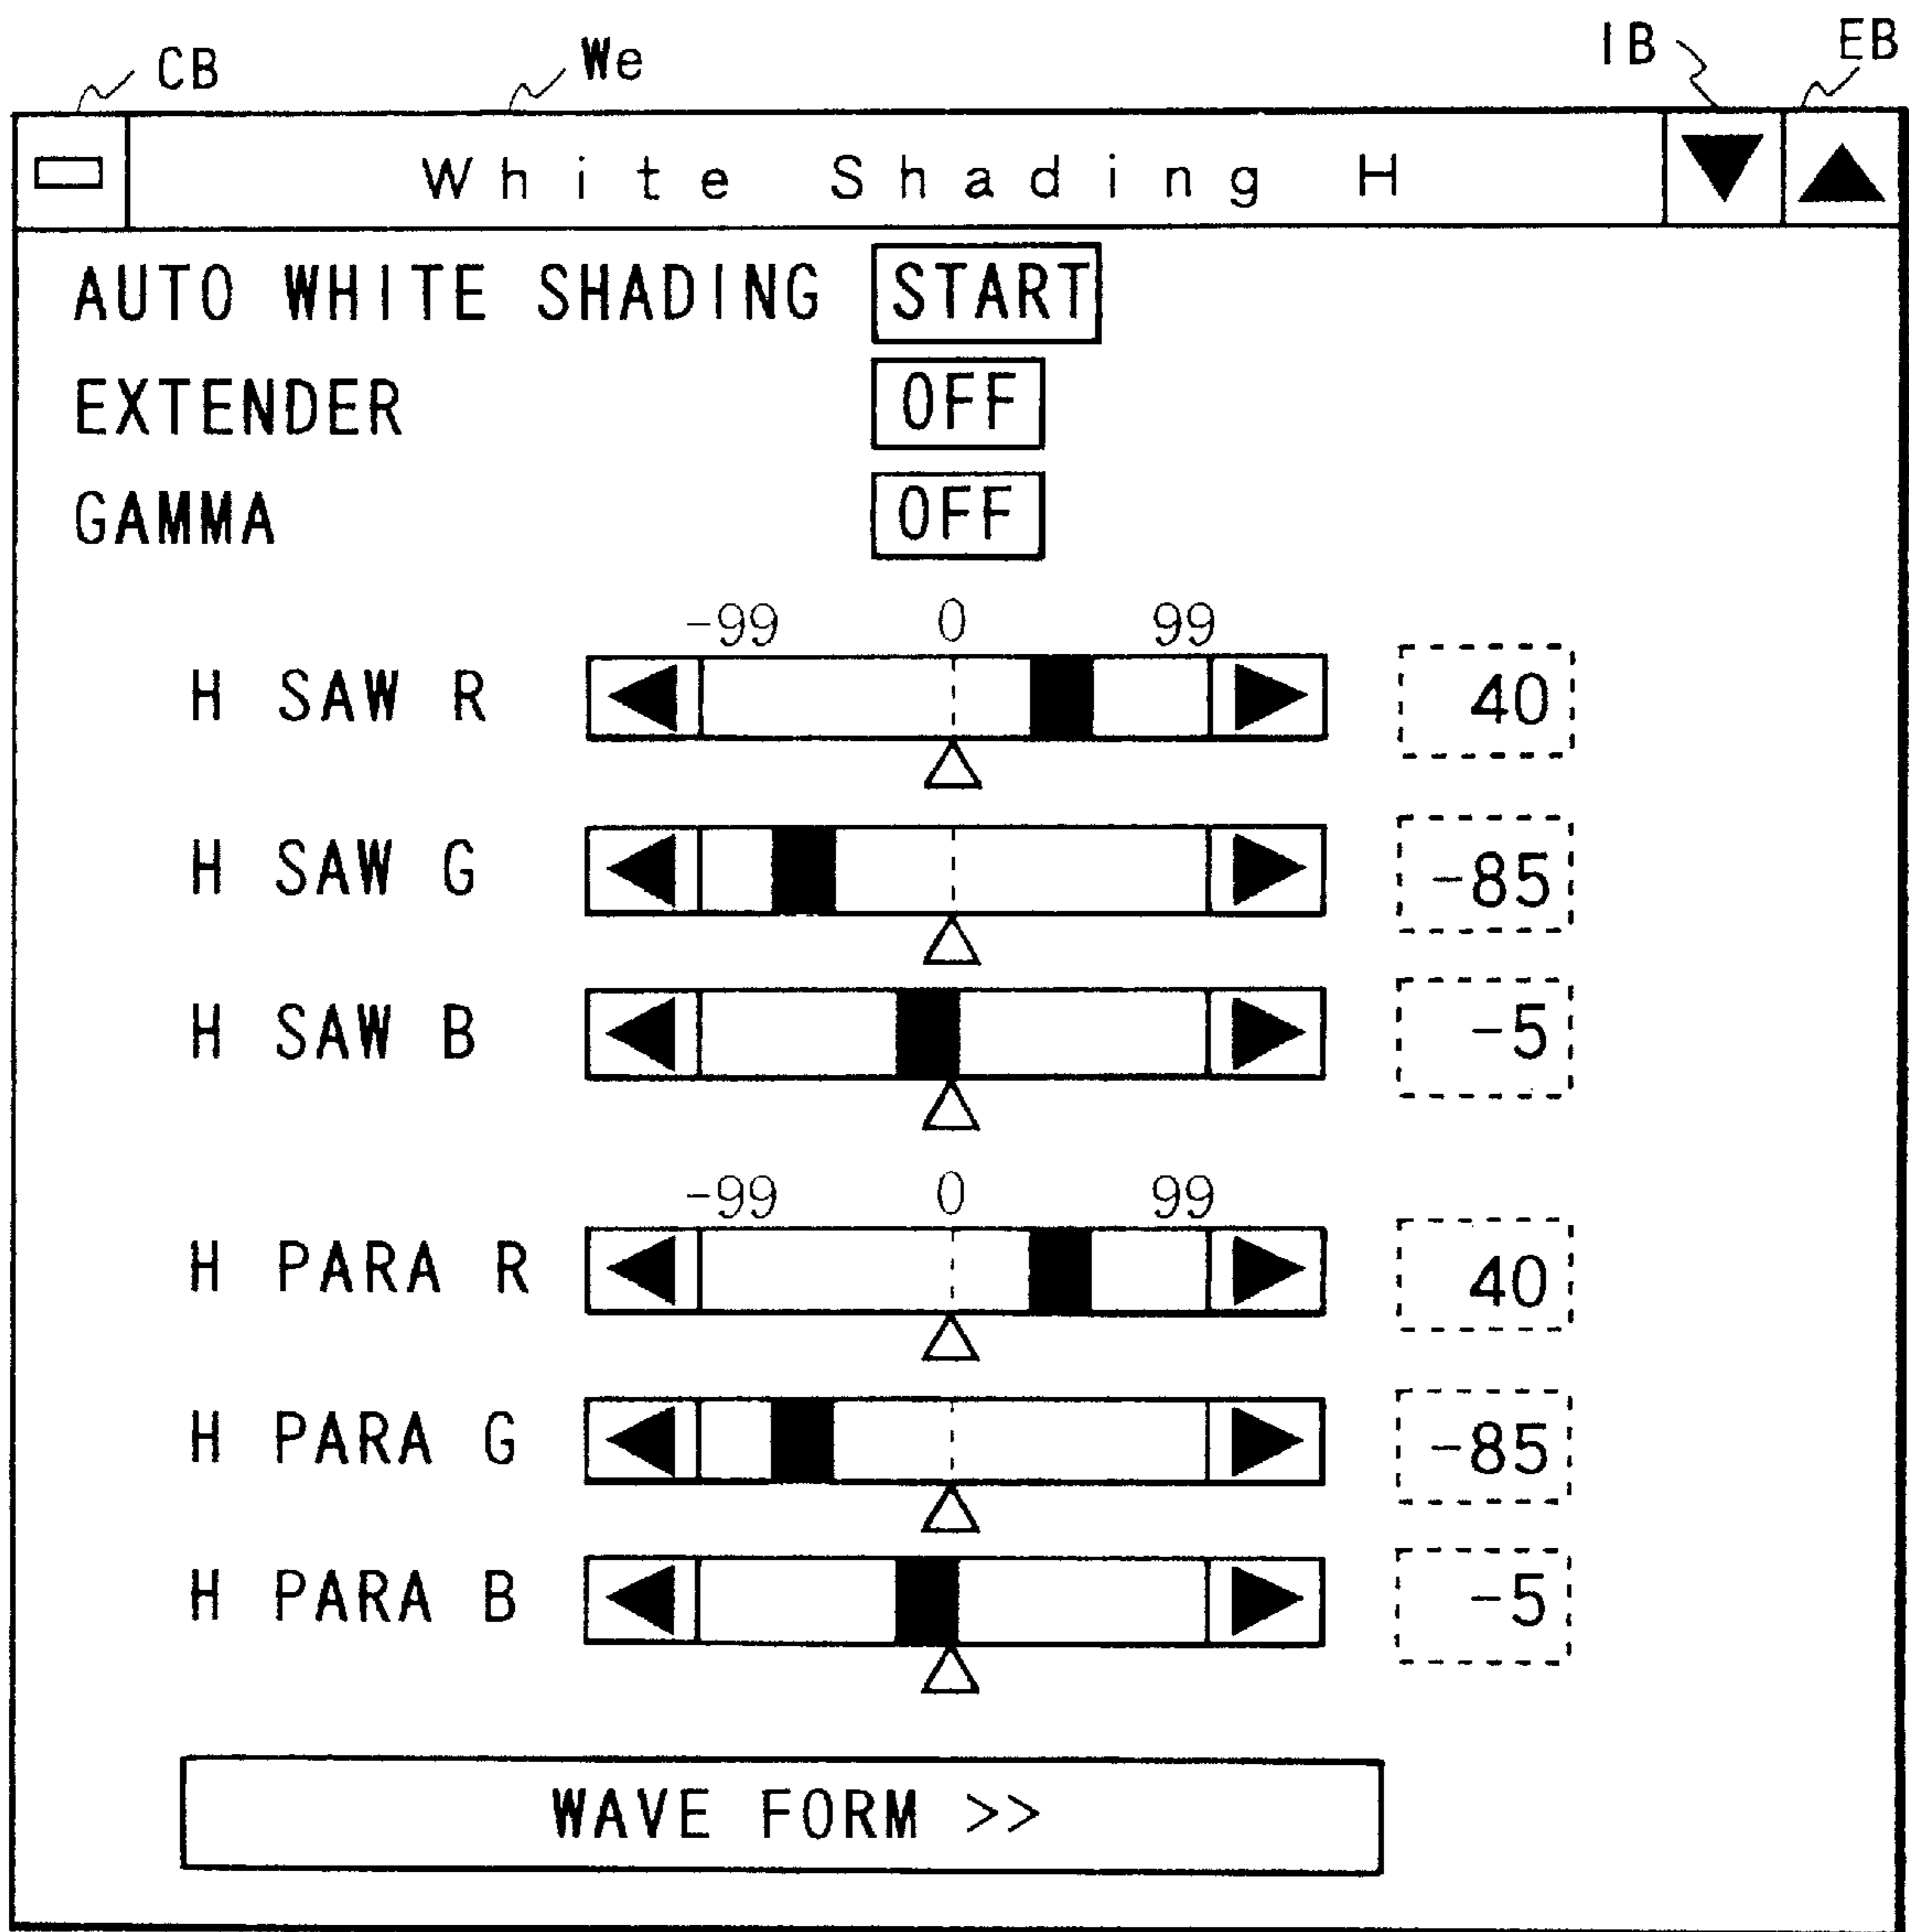 CB We IB EB
White Shading H
AUTO WHITE SHADING START
EXTENDER OFF
GAMMA OFF
-99 0 99
H SAW R 40
H SAW G -85
H SAW B -5
-99 0 99
H PARA R 40
H PARA G -85
H PARA B -5
WAVE FORM >>